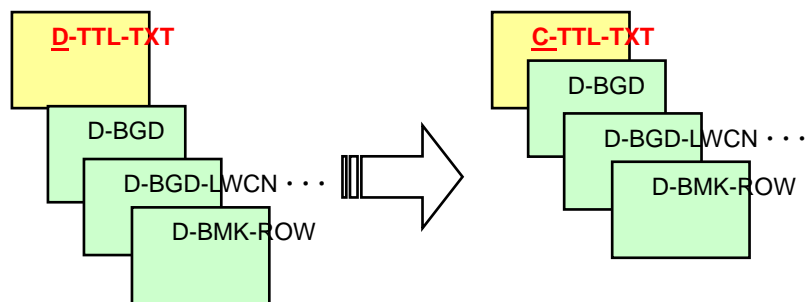 D-TTL-TXT
D-BGD
D-BGD-LWCN ・・・
D-BMK-ROW
C-TTL-TXT
D-BGD
D-BGD-LWCN ・・・
D-BMK-ROW